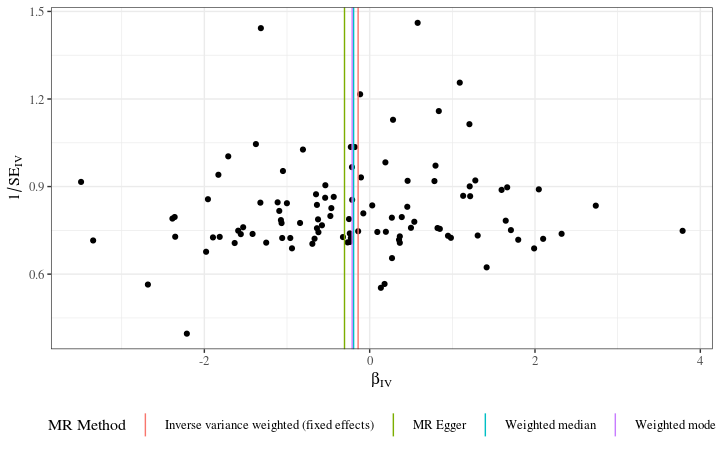 1.5
1.2
0.9
0.6
1/SE_IV
-2 0 2 4
β_IV
MR Method Inverse variance weighted (fixed effects) MR Egger Weighted median Weighted mode